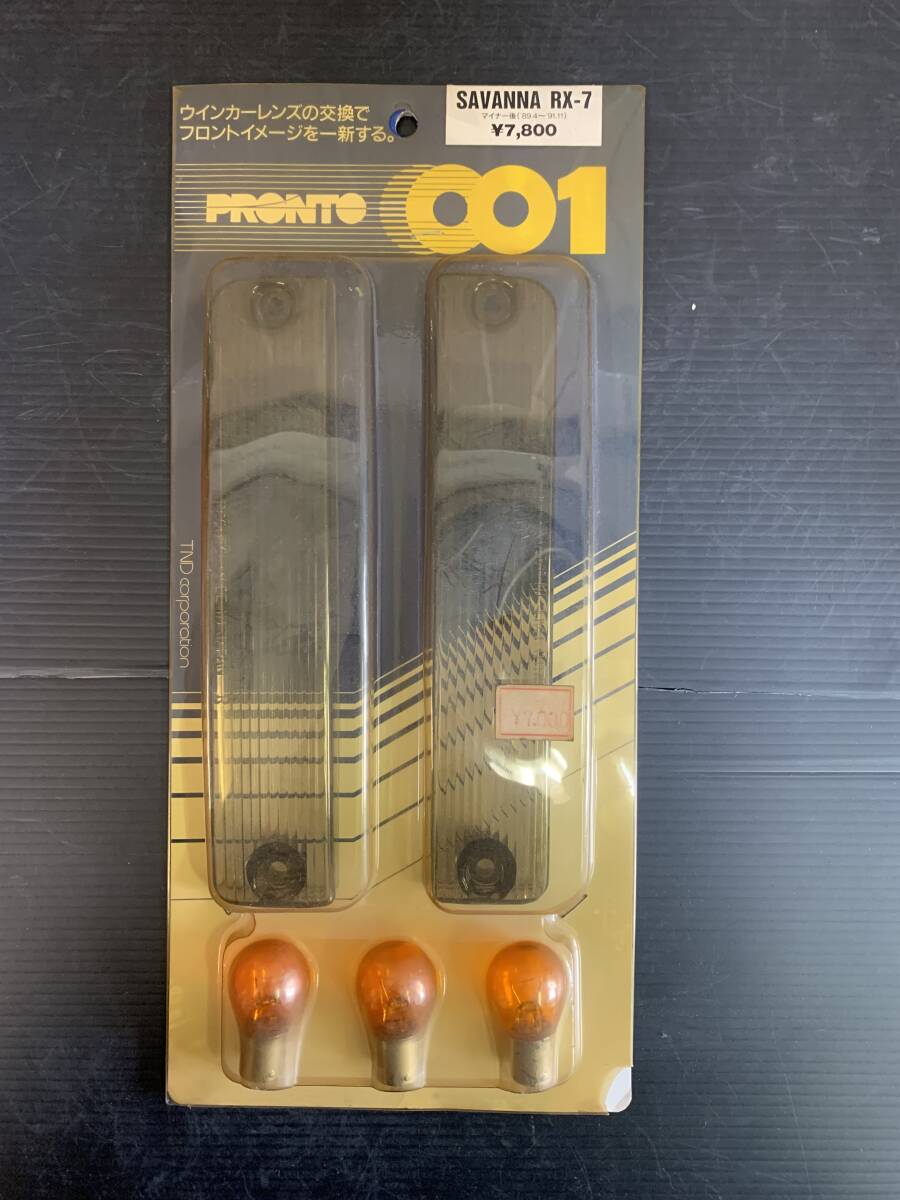 ウインカーレンズの交換で
フロントイメージを一新する。
SAVANNA RX-7
マイナー後('89.4〜'91.11)
¥7,800
PRONTO 001
TND corporation